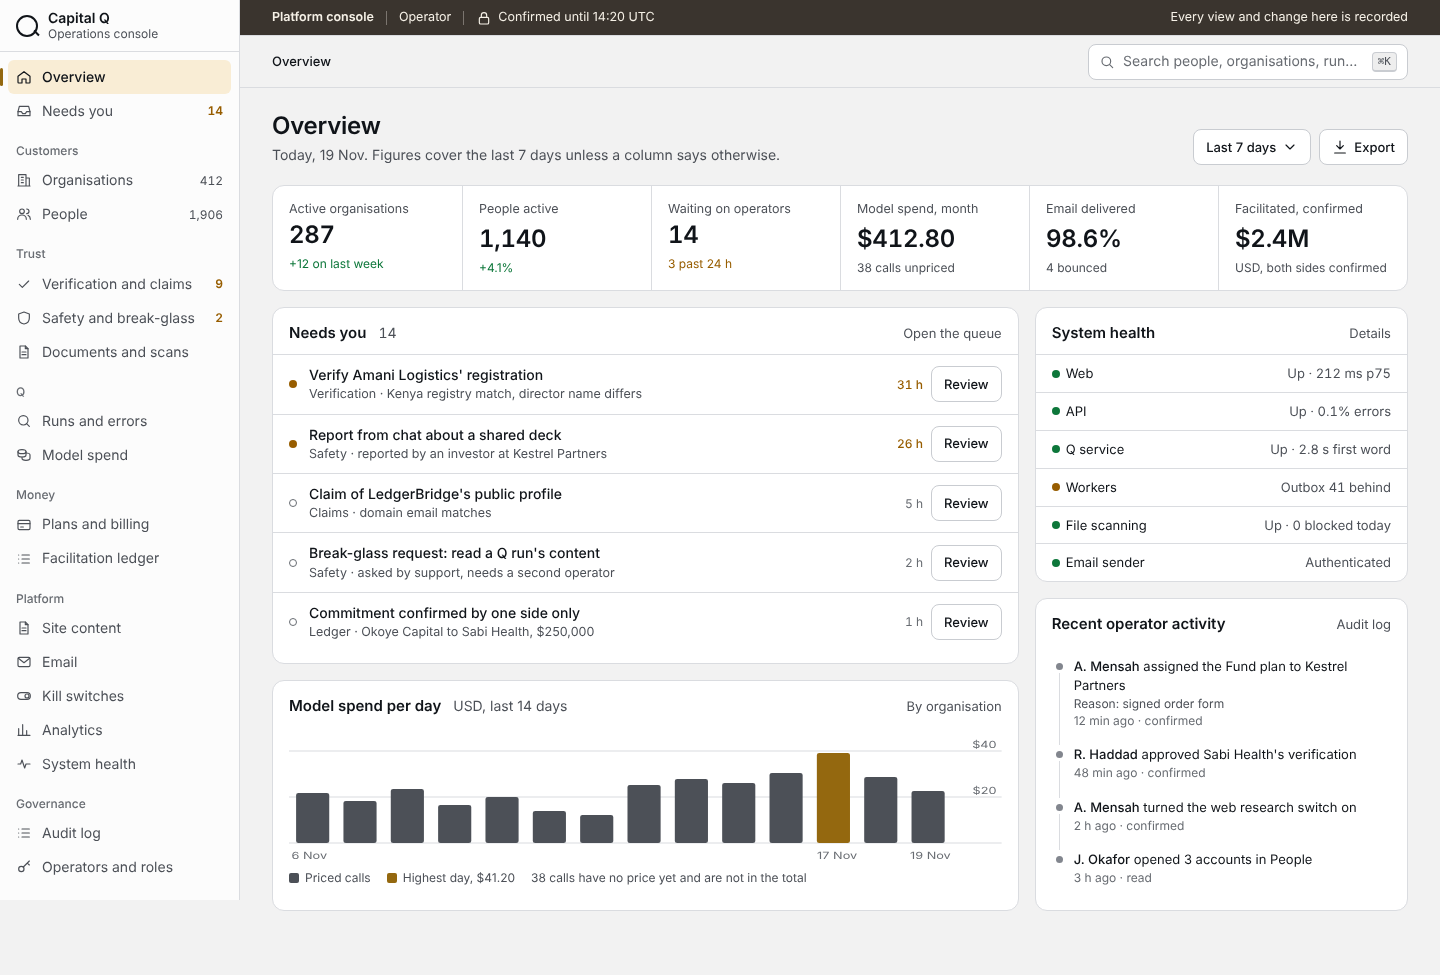 Capital Q
Operations console
Platform console
Operator
Confirmed until 14:20 UTC
Every view and change here is recorded
Overview
Search people, organisations, run...
⌘K
Overview
Needs you
14
Customers
Organisations
412
People
1,906
Trust
Verification and claims
9
Safety and break-glass
2
Documents and scans
Q
Runs and errors
Model spend
Money
Plans and billing
Facilitation ledger
Platform
Site content
Email
Kill switches
Analytics
System health
Governance
Audit log
Operators and roles
Overview
Today, 19 Nov. Figures cover the last 7 days unless a column says otherwise.
Last 7 days
Export
Active organisations
287
+12 on last week
People active
1,140
+4.1%
Waiting on operators
14
3 past 24 h
Model spend, month
$412.80
38 calls unpriced
Email delivered
98.6%
4 bounced
Facilitated, confirmed
$2.4M
USD, both sides confirmed
Needs you 14
Open the queue
Verify Amani Logistics' registration
Verification · Kenya registry match, director name differs
31 h
Review
Report from chat about a shared deck
Safety · reported by an investor at Kestrel Partners
26 h
Review
Claim of LedgerBridge's public profile
Claims · domain email matches
5 h
Review
Break-glass request: read a Q run's content
Safety · asked by support, needs a second operator
2 h
Review
Commitment confirmed by one side only
Ledger · Okoye Capital to Sabi Health, $250,000
1 h
Review
Model spend per day
USD, last 14 days
By organisation
$40
$20
6 Nov
17 Nov
19 Nov
Priced calls
Highest day, $41.20
38 calls have no price yet and are not in the total
System health
Details
Web
Up · 212 ms p75
API
Up · 0.1% errors
Q service
Up · 2.8 s first word
Workers
Outbox 41 behind
File scanning
Up · 0 blocked today
Email sender
Authenticated
Recent operator activity
Audit log
A. Mensah assigned the Fund plan to Kestrel
Partners
Reason: signed order form
12 min ago · confirmed
R. Haddad approved Sabi Health's verification
48 min ago · confirmed
A. Mensah turned the web research switch on
2 h ago · confirmed
J. Okafor opened 3 accounts in People
3 h ago · read